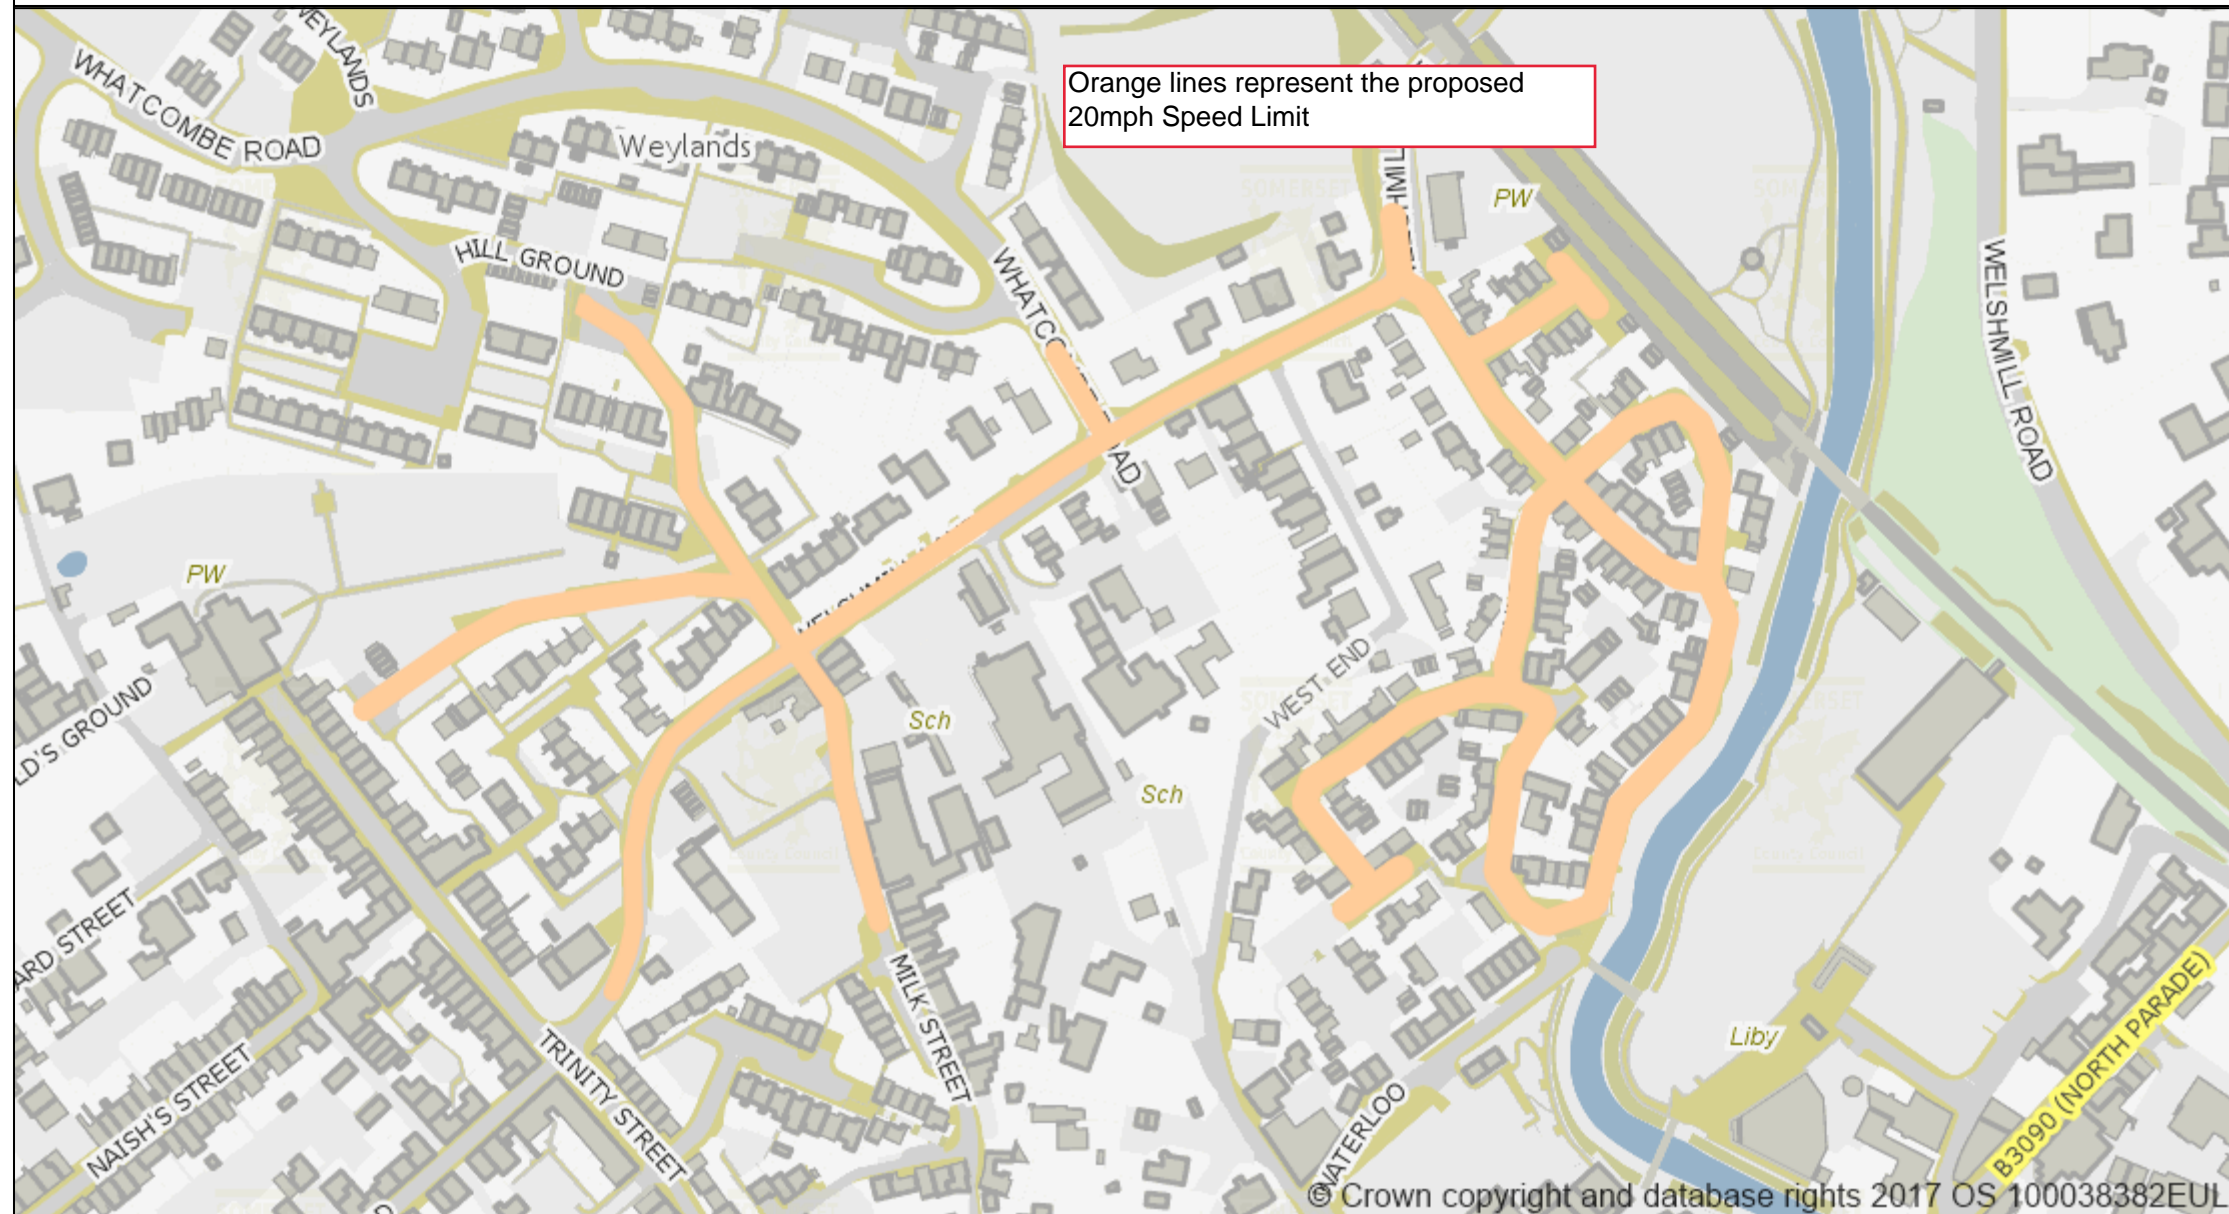 WEYLANDS
WHATCOMBE ROAD
Orange lines represent the proposed
20mph Speed Limit
Weylands
PW
HILL GROUND
WHATCOMBE ROAD
WELSHMILL ROAD
PW
WEST END
Sch
Sch
LD'S GROUND
ARD STREET
MILK STREET
TRINITY STREET
NAISH'S STREET
Liby
WATERLOO
B3090 (NORTH PARADE)
© Crown copyright and database rights 2017 OS 100038382EUL